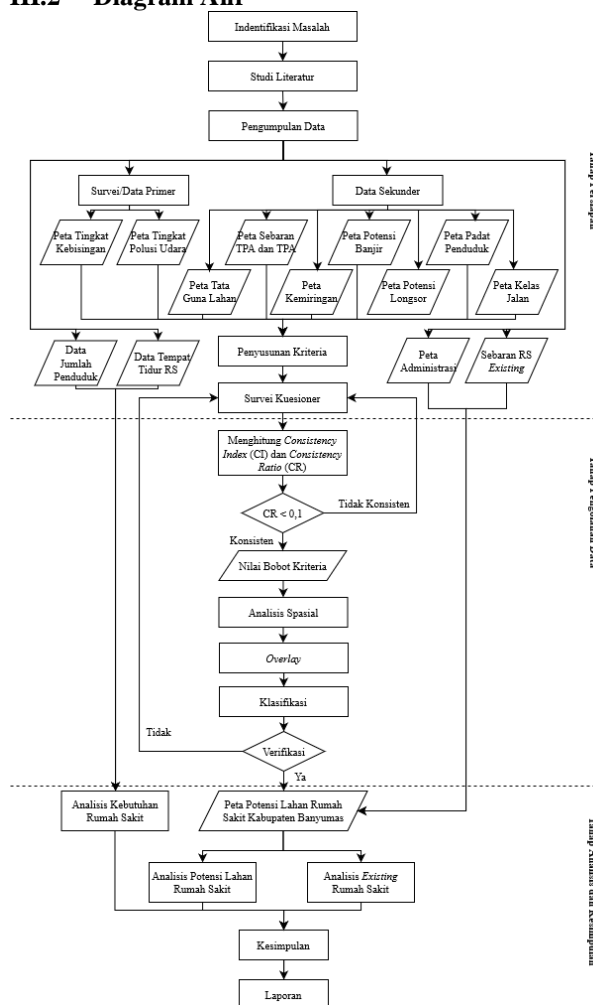 III.2 Diagram Alir
Indentifikasi Masalah
Studi Literatur
Pengumpulan Data
Survei/Data Primer
Data Sekunder
Peta Tingkat
Kebisingan
Peta Tingkat
Polusi Udara
Peta Sebaran
TPA dan TPA
Peta Potensi
Banjir
Peta Padat
Penduduk
Peta Tata
Guna Lahan
Peta
Kemiringan
Peta Potensi
Longsor
Peta Kelas
Jalan
Data
Jumlah
Penduduk
Data Tempat
Tidur RS
Penyusunan Kriteria
Peta
Administrasi
Sebaran RS
Existing
Survei Kuesioner
Menghitung Consistency
Index (CI) dan Consistency
Ratio (CR)
CR < 0,1
Tidak Konsisten
Konsisten
Nilai Bobot Kriteria
Analisis Spasial
Overlay
Klasifikasi
Tidak
Verifikasi
Ya
Analisis Kebutuhan
Rumah Sakit
Peta Potensi Lahan Rumah
Sakit Kabupaten Banyumas
Analisis Potensi Lahan
Rumah Sakit
Analisis Existing
Rumah Sakit
Kesimpulan
Laporan